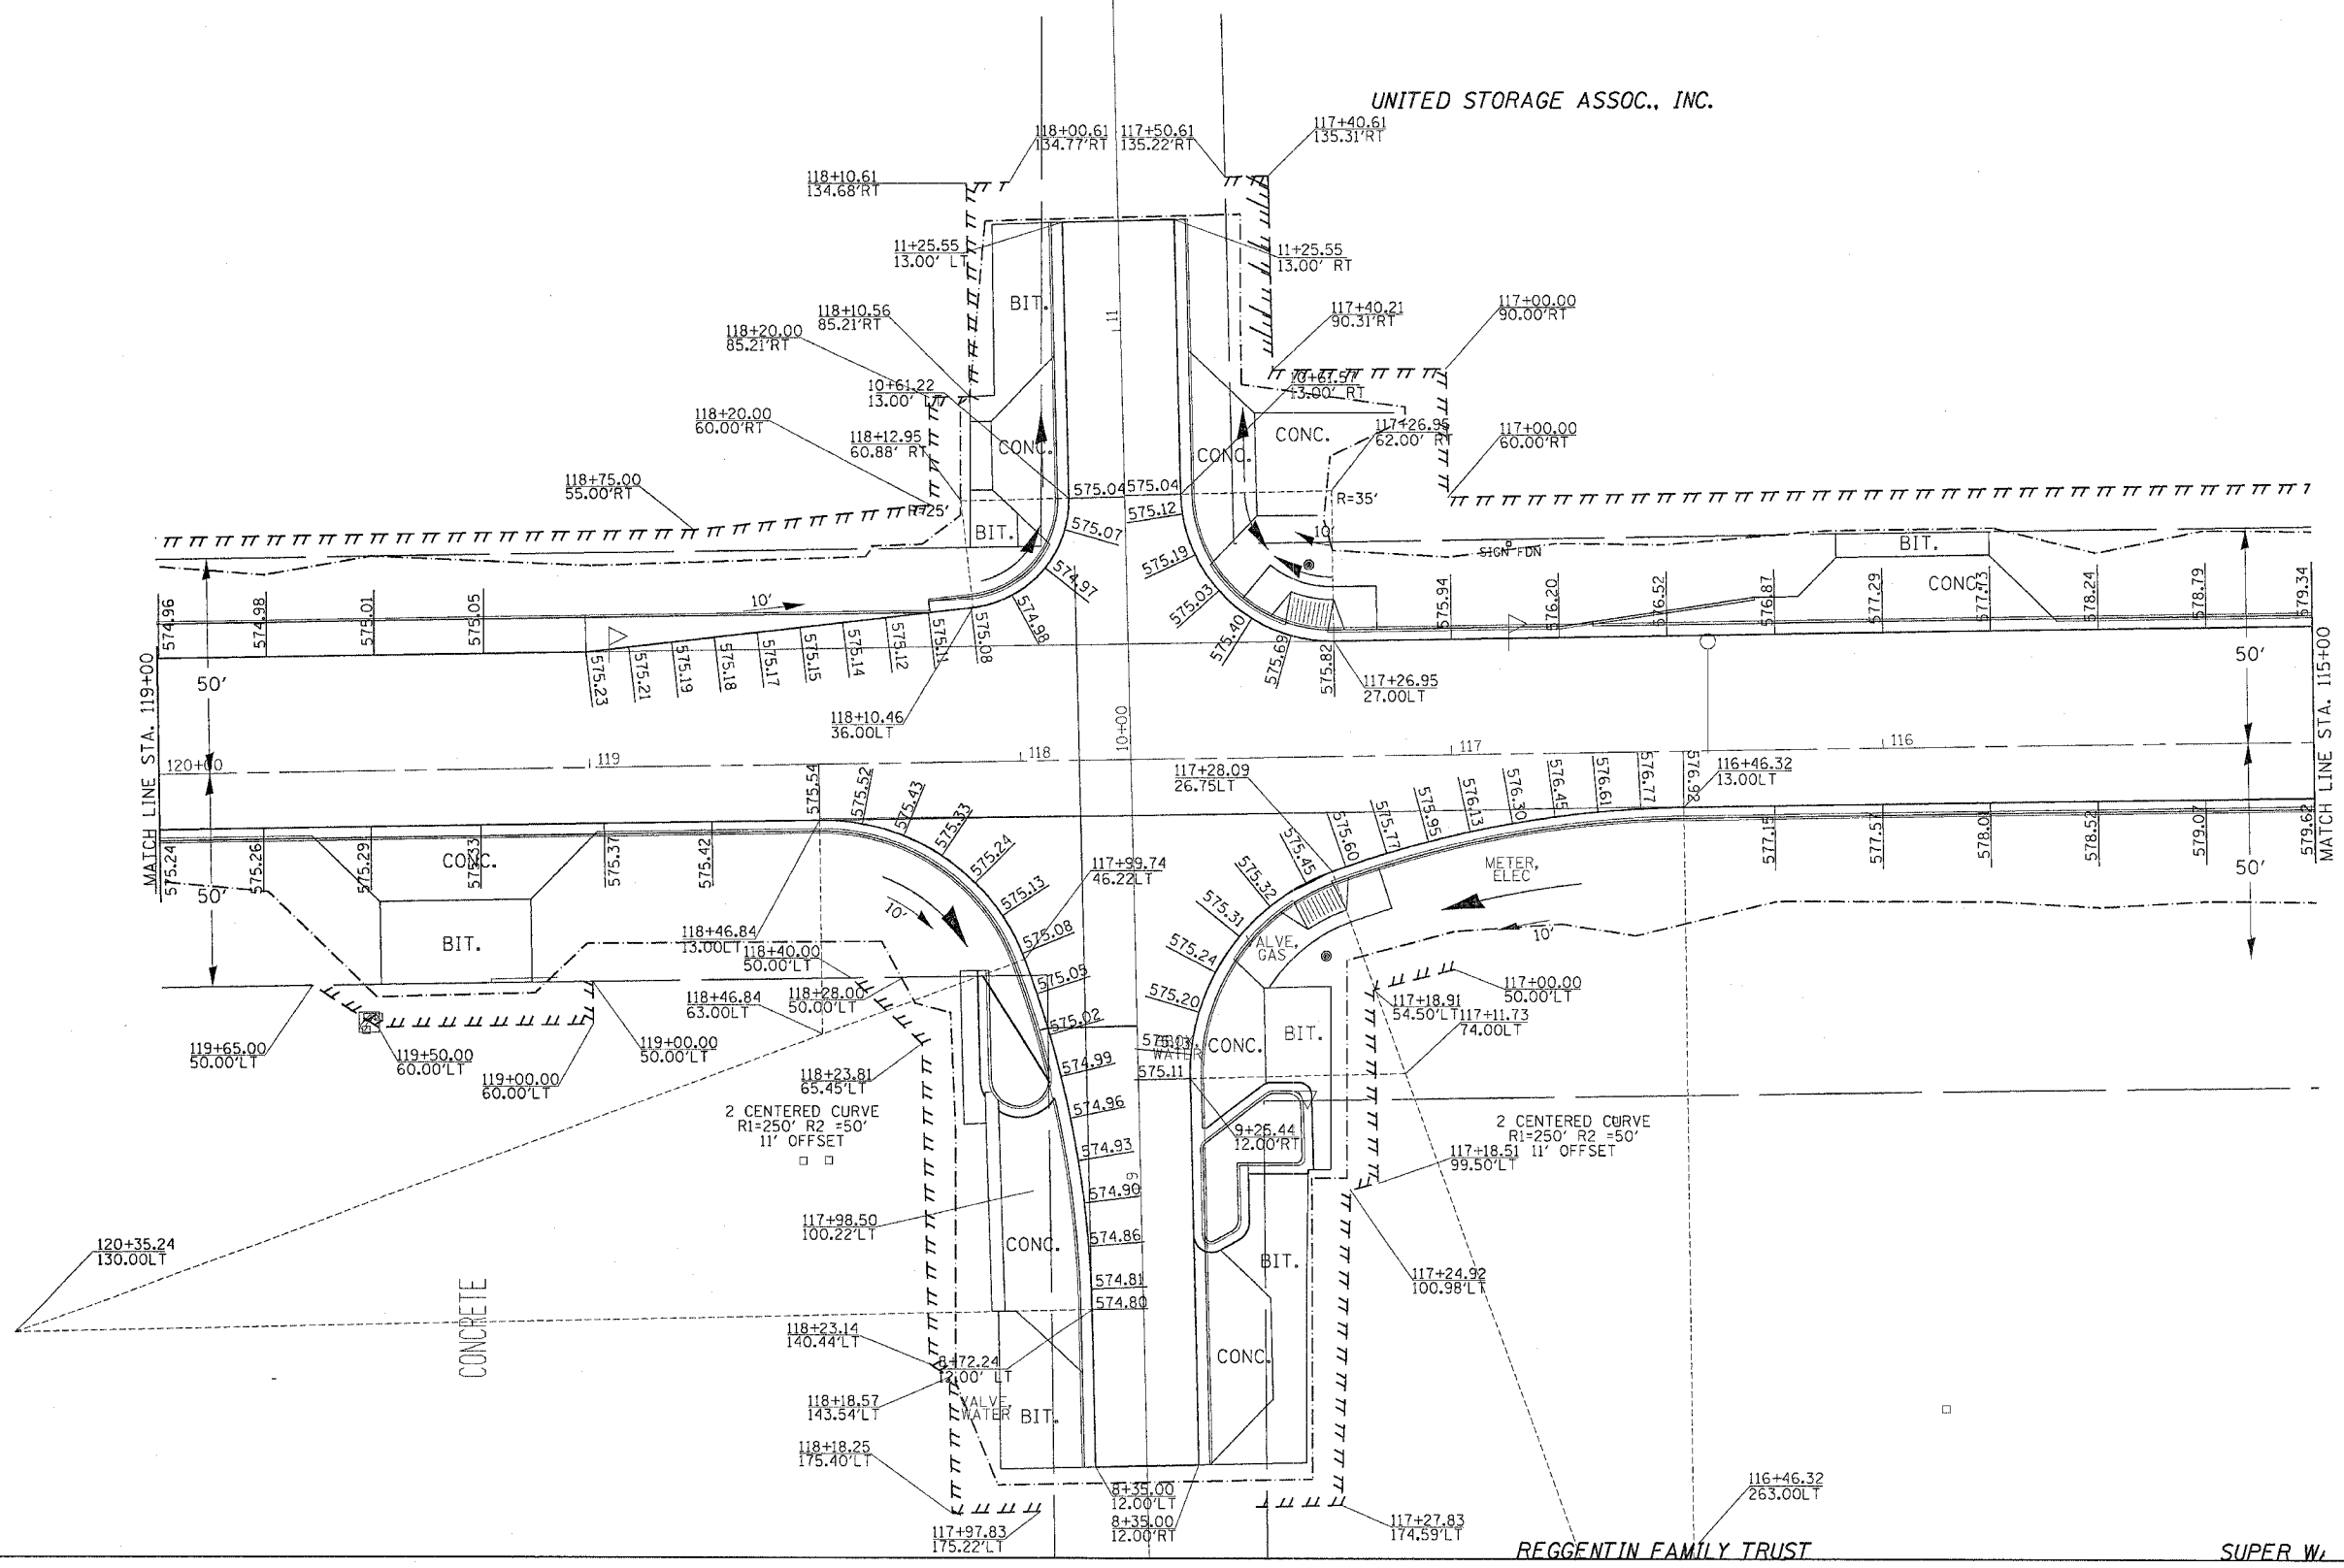 UNITED STORAGE ASSOC., INC.
118+00.61
134.77'RT
117+50.61
135.22'RT
117+40.61
135.31'RT
118+10.61
134.68'RT
11+25.55
13.00' LT
11+25.55
13.00' RT
BIT.
11
118+10.56
85.21'RT
117+40.21
90.31'RT
117+00.00
90.00'RT
118+20.00
85.21'RT
10+61.22
13.00' LT
13.00' RT
118+20.00
60.00'RT
118+12.95
60.88' RT
117+26.95
62.00' RT
117+00.00
60.00'RT
CONC.
CONC.
CONC.
118+75.00
55.00'RT
575.04
575.04
R=35'
R=25'
575.12
575.07
BIT.
10'
SIGN FDN
BIT.
575.19
574.97
575.03
CONC.
574.96
574.98
575.01
575.05
10'
574.98
575.40
575.69
575.94
576.20
576.52
576.87
577.29
577.73
578.24
578.79
579.34
575.23
575.21
575.19
575.18
575.17
575.15
575.14
575.12
575.11
575.08
575.82
117+26.95
27.00LT
118+10.46
36.00LT
MATCH LINE STA. 119+00
50'
50'
MATCH LINE STA. 115+00
10+00
120+00
119
118
117
116
117+28.09
26.75LT
116+46.32
13.00LT
575.54
575.52
575.43
575.33
575.24
575.13
575.08
575.05
575.02
574.99
574.96
574.93
574.90
574.86
574.81
574.80
575.60
575.77
575.95
576.13
576.30
576.45
576.61
576.77
576.92
575.45
575.32
575.31
575.24
575.20
575.11
575.24
575.26
575.29
575.33
575.37
575.42
577.15
577.57
578.52
579.07
579.62
CONC.
BIT.
50'
50'
METER,
ELEC
10'
10'
VALVE,
GAS
117+99.74
46.22LT
118+46.84
13.00LT
118+40.00
50.00'LT
118+28.00
50.00'LT
118+46.84
63.00LT
117+00.00
50.00'LT
117+18.91
54.50'LT
117+11.73
74.00LT
119+65.00
50.00'LT
119+50.00
60.00'LT
119+00.00
50.00'LT
119+00.00
60.00'LT
118+23.81
65.45'LT
WATER
CONC.
BIT.
2 CENTERED CURVE
R1=250' R2 =50'
11' OFFSET
2 CENTERED CURVE
R1=250' R2 =50'
11' OFFSET
9+26.44
12.00'RT
117+18.51
99.50'LT
9
117+98.50
100.22'LT
CONC.
BIT.
117+24.92
100.98'LT
120+35.24
130.00LT
CONCRETE
118+23.14
140.44'LT
8+72.24
12.00' LT
CONC.
118+18.57
143.54'LT
VALVE,
WATER
BIT.
118+18.25
175.40'LT
8+35.00
12.00'LT
8+35.00
12.00'RT
117+97.83
175.22'LT
117+27.83
174.59'LT
116+46.32
263.00LT
REGGENTIN FAMILY TRUST
SUPER